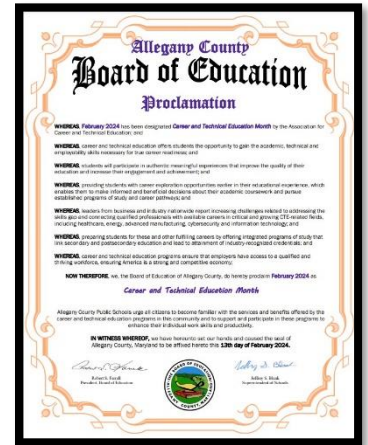 Allegany County
Board of Education
Proclamation
WHEREAS, February 2024 has been designated Career and Technical Education Month by the Association for
Career and Technical Education; and
WHEREAS, career and technical education offers students the opportunity to gain the academic, technical and
employability skills necessary for true career readiness; and
WHEREAS, students will participate in authentic meaningful experiences that improve the quality of their
education and increase their engagement and achievement; and
WHEREAS, providing students with career exploration opportunities earlier in their educational experience, which
enables them to make informed and beneficial decisions about their academic coursework and pursue
established programs of study and career pathways; and
WHEREAS, leaders from business and industry nationwide report increasing challenges related to addressing the
skills gap and connecting qualified professionals with available careers in critical and growing CTE-related fields,
including healthcare, energy, advanced manufacturing, cybersecurity and information technology; and
WHEREAS, preparing students for these and other fulfilling careers by offering integrated programs of study that
link secondary and postsecondary education and lead to attainment of industry-recognized credentials; and
WHEREAS, career and technical education programs ensure that employers have access to a qualified and
thriving workforce, ensuring America is a strong and competitive economy;
NOW THEREFORE, we, the Board of Education of Allegany County, do hereby proclaim February 2024 as
Career and Technical Education Month
Allegany County Public Schools urge all citizens to become familiar with the services and benefits offered by the
career and technical education programs in this community and to support and participate in these programs to
enhance their individual work skills and productivity.
IN WITNESS WHEREOF, we have hereunto set our hands and caused the seal of
Allegany County, Maryland to be affixed hereto this 13th day of February 2024.
President, Board of Education
Superintendent of Schools